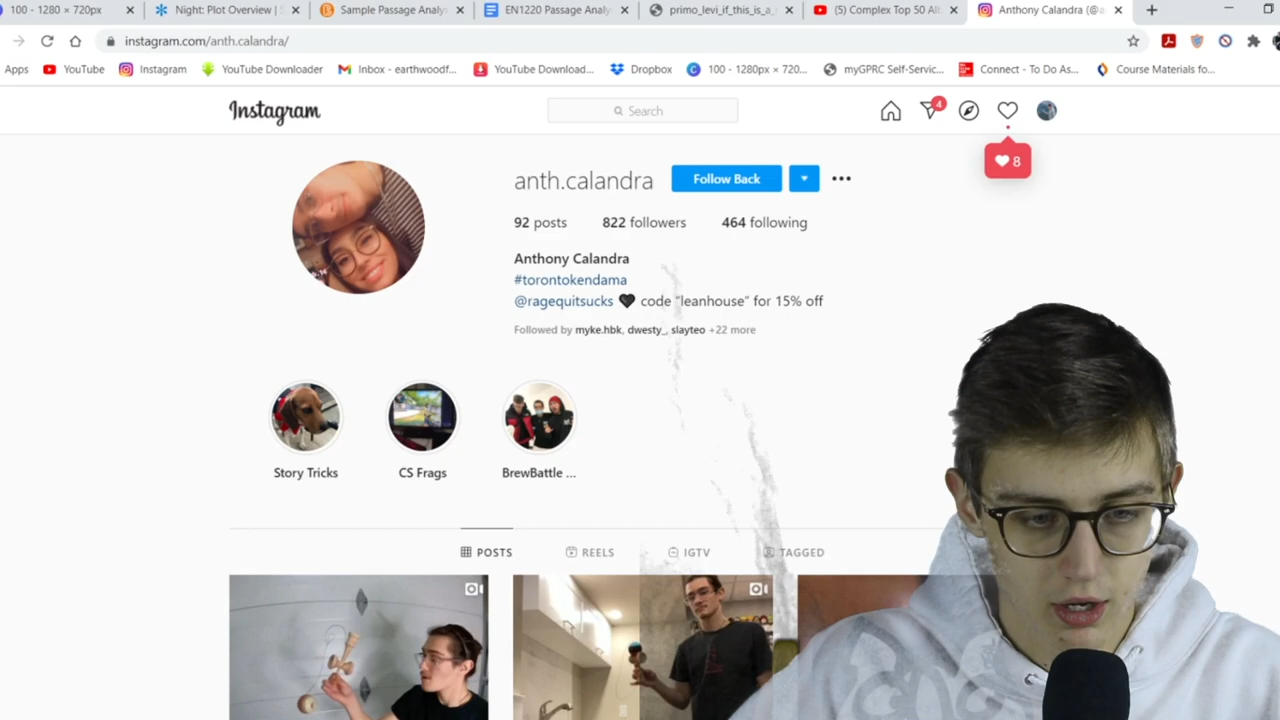 100 - 1280 × 720px
Night: Plot Overview | S
Sample Passage Analys
EN1220 Passage Analy
primo_levi_if_this_is_a_
(5) Complex Top 50 Alb
Anthony Calandra (@a
instagram.com/anth.calandra/
Apps
YouTube
Instagram
YouTube Downloader
Inbox - earthwoodf...
YouTube Download...
Dropbox
100 - 1280px × 720...
myGPRC Self-Servic...
Connect - To Do As...
Course Materials fo...
Instagram
Search
4
8
anth.calandra
Follow Back
92 posts
822 followers
464 following
Anthony Calandra
#torontokendama
@ragequitsucks 🖤 code "leanhouse" for 15% off
Followed by myke.hbk, dwesty_, slayteo +22 more
Story Tricks
CS Frags
BrewBattle ...
POSTS
REELS
IGTV
TAGGED